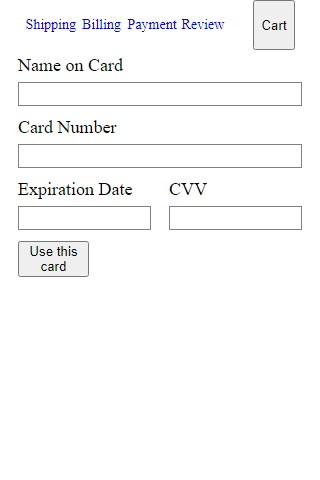 Shipping Billing Payment Review Cart
Name on Card
Card Number
Expiration Date CVV
Use this
card